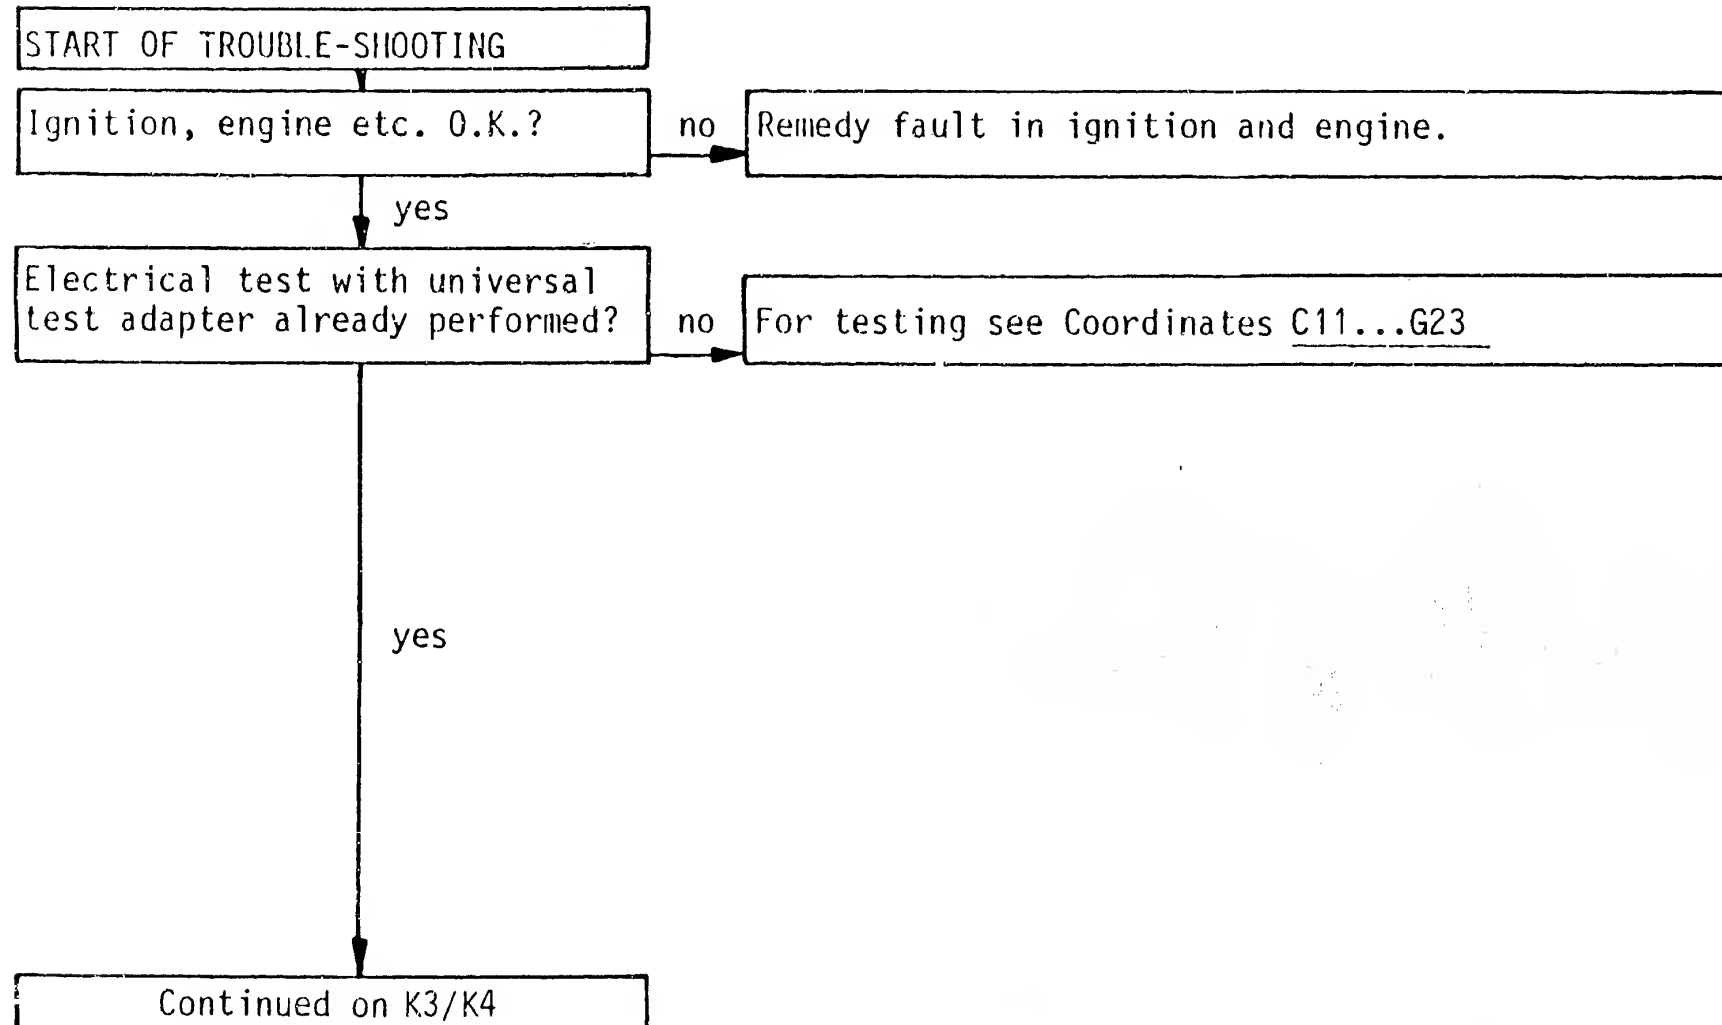 START OF TROUBLE-SHOOTING
Ignition, engine etc. O.K.?
no
Remedy fault in ignition and engine.
yes
Electrical test with universal
test adapter already performed?
no
For testing see Coordinates C11...G23
yes
Continued on K3/K4